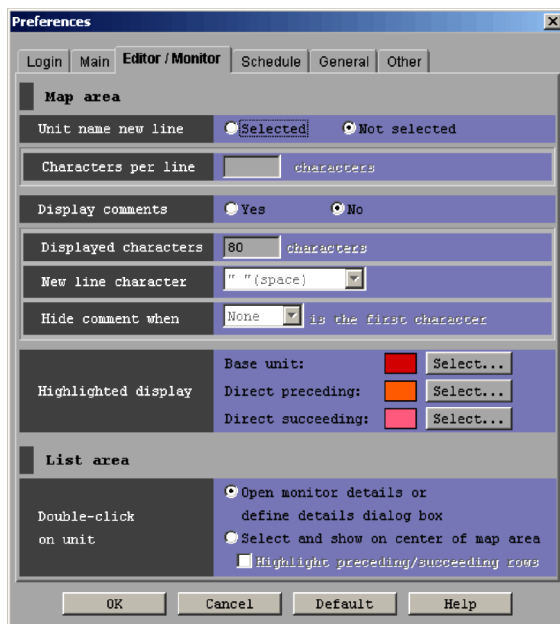 Preferences
Login Main Editor / Monitor Schedule General Other
Map area
Unit name new line Selected Not selected
Characters per line characters
Display comments Yes No
Displayed characters 80 characters
New line character " "(space)
Hide comment when None is the first character
Base unit: Select...
Highlighted display Direct preceding: Select...
Direct succeeding: Select...
List area
Open monitor details or
Double-click define details dialog box
on unit Select and show on center of map area
Highlight preceding/succeeding rows
OK Cancel Default Help